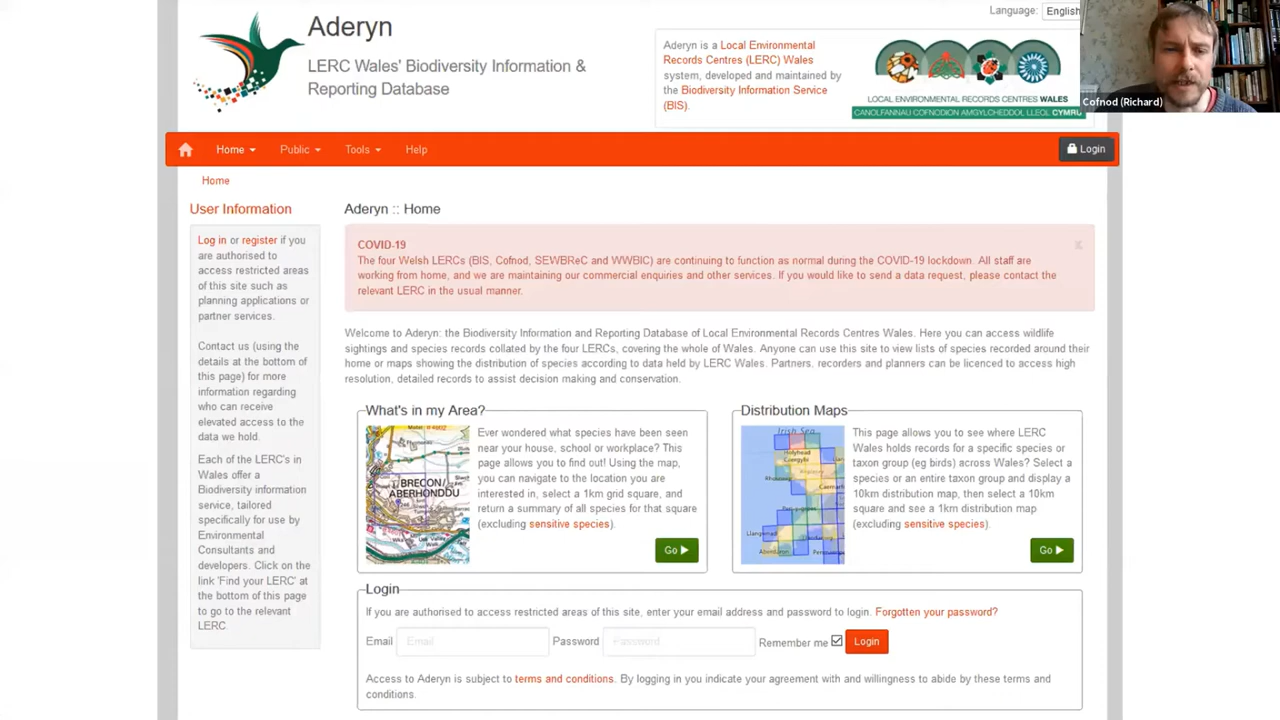 Aderyn
LERC Wales' Biodiversity Information &
Reporting Database
Language: English
Aderyn is a Local Environmental
Records Centres (LERC) Wales
system, developed and maintained by
the Biodiversity Information Service
(BIS).
LOCAL ENVIRONMENTAL RECORDS CENTRES WALES
CANOLFANNAU COFNODION AMGYLCHEDDOL LLEOL CYMRU
Cofnod (Richard)
Home Public Tools Help Login
Home
User Information
Log in or register if you
are authorised to
access restricted areas
of this site such as
planning applications or
partner services.
Contact us (using the
details at the bottom of
this page) for more
information regarding
who can receive
elevated access to the
data we hold.
Each of the LERC's in
Wales offer a
Biodiversity information
service, tailored
specifically for use by
Environmental
Consultants and
developers. Click on the
link 'Find your LERC' at
the bottom of this page
to go to the relevant
LERC.
Aderyn :: Home
COVID-19 x
The four Welsh LERCs (BIS, Cofnod, SEWBReC and WWBIC) are continuing to function as normal during the COVID-19 lockdown. All staff are
working from home, and we are maintaining our commercial enquiries and other services. If you would like to send a data request, please contact the
relevant LERC in the usual manner.
Welcome to Aderyn: the Biodiversity Information and Reporting Database of Local Environmental Records Centres Wales. Here you can access wildlife
sightings and species records collated by the four LERCs, covering the whole of Wales. Anyone can use this site to view lists of species recorded around their
home or maps showing the distribution of species according to data held by LERC Wales. Partners, recorders and planners can be licenced to access high
resolution, detailed records to assist decision making and conservation.
What's in my Area?
BRECON/
ABERHONDDU
Ever wondered what species have been seen
near your house, school or workplace? This
page allows you to find out! Using the map,
you can navigate to the location you are
interested in, select a 1km grid square, and
return a summary of all species for that square
(excluding sensitive species).
Go
Distribution Maps
Irish Sea
Holyhead
This page allows you to see where LERC
Wales holds records for a specific species or
taxon group (eg birds) across Wales? Select a
species or an entire taxon group and display a
10km distribution map, then select a 10km
square and see a 1km distribution map
(excluding sensitive species).
Go
Login
If you are authorised to access restricted areas of this site, enter your email address and password to login. Forgotten your password?
Email Email Password Password Remember me Login
Access to Aderyn is subject to terms and conditions. By logging in you indicate your agreement with and willingness to abide by these terms and
conditions.